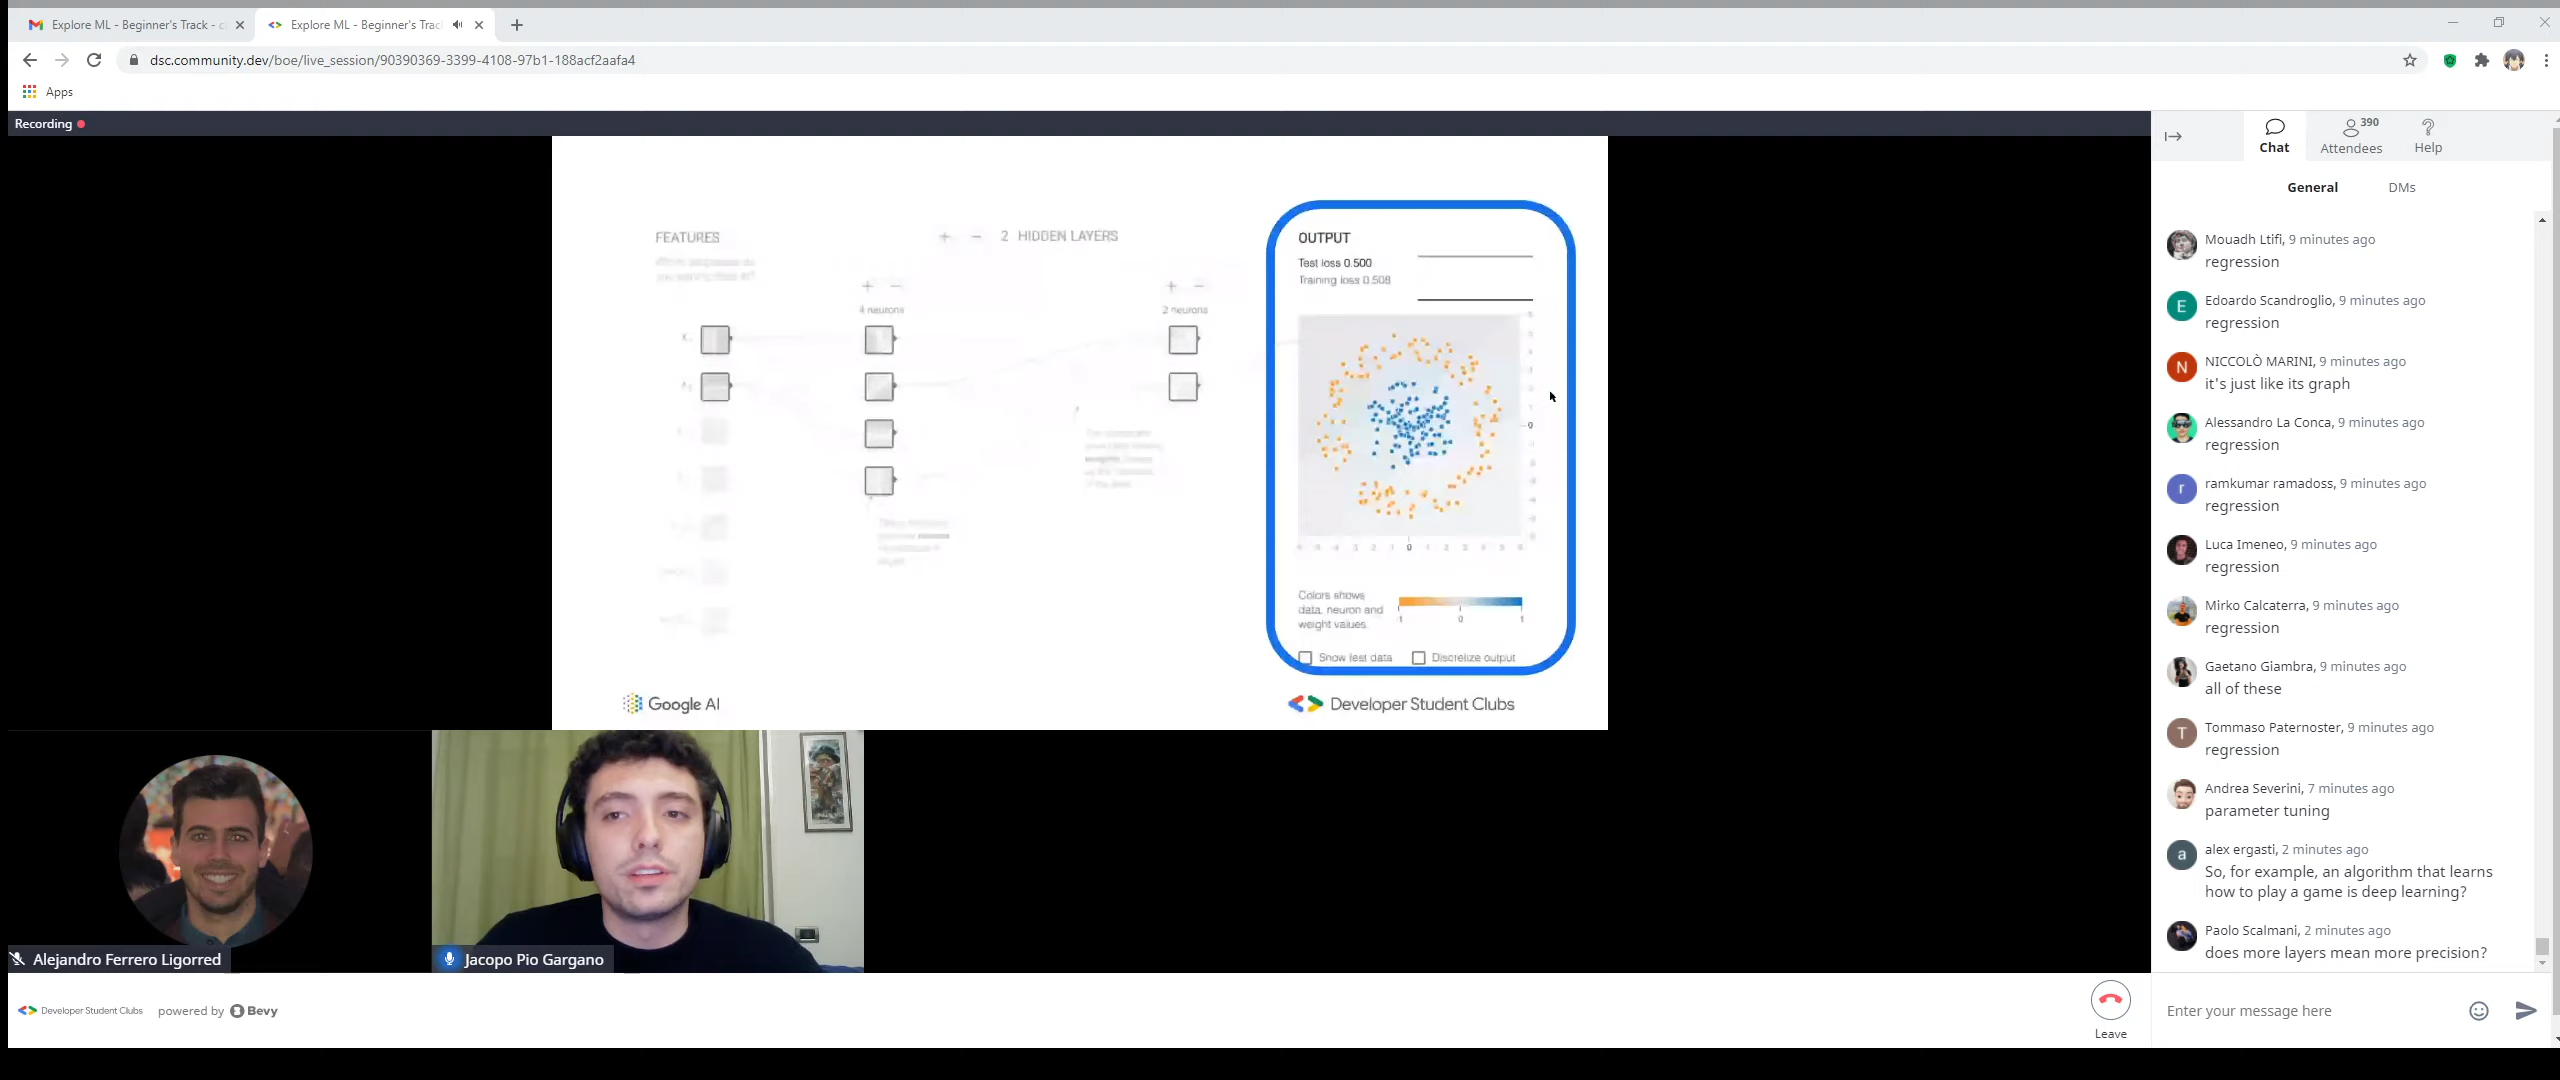 Explore ML - Beginner's Track - c
Explore ML - Beginner's Trac
dsc.community.dev/boe/live_session/90390369-3399-4108-97b1-188acf2aafa4
Apps
Recording
FEATURES
+ − 2 HIDDEN LAYERS
+ −
4 neurons
+ −
2 neurons
OUTPUT
Test loss 0.500
Training loss 0.508
0
0
Colors shows
data, neuron and
weight values.
-1 0 1
Show test data
Discretize output
Google AI
Developer Student Clubs
Alejandro Ferrero Ligorred
Jacopo Pio Gargano
Developer Student Clubs
powered by Bevy
Leave
Chat
390
Attendees
Help
General
DMs
Mouadh Ltifi, 9 minutes ago
regression
E
Edoardo Scandroglio, 9 minutes ago
regression
N
NICCOLÒ MARINI, 9 minutes ago
it's just like its graph
Alessandro La Conca, 9 minutes ago
regression
r
ramkumar ramadoss, 9 minutes ago
regression
Luca Imeneo, 9 minutes ago
regression
Mirko Calcaterra, 9 minutes ago
regression
Gaetano Giambra, 9 minutes ago
all of these
T
Tommaso Paternoster, 9 minutes ago
regression
Andrea Severini, 7 minutes ago
parameter tuning
a
alex ergasti, 2 minutes ago
So, for example, an algorithm that learns
how to play a game is deep learning?
Paolo Scalmani, 2 minutes ago
does more layers mean more precision?
Enter your message here